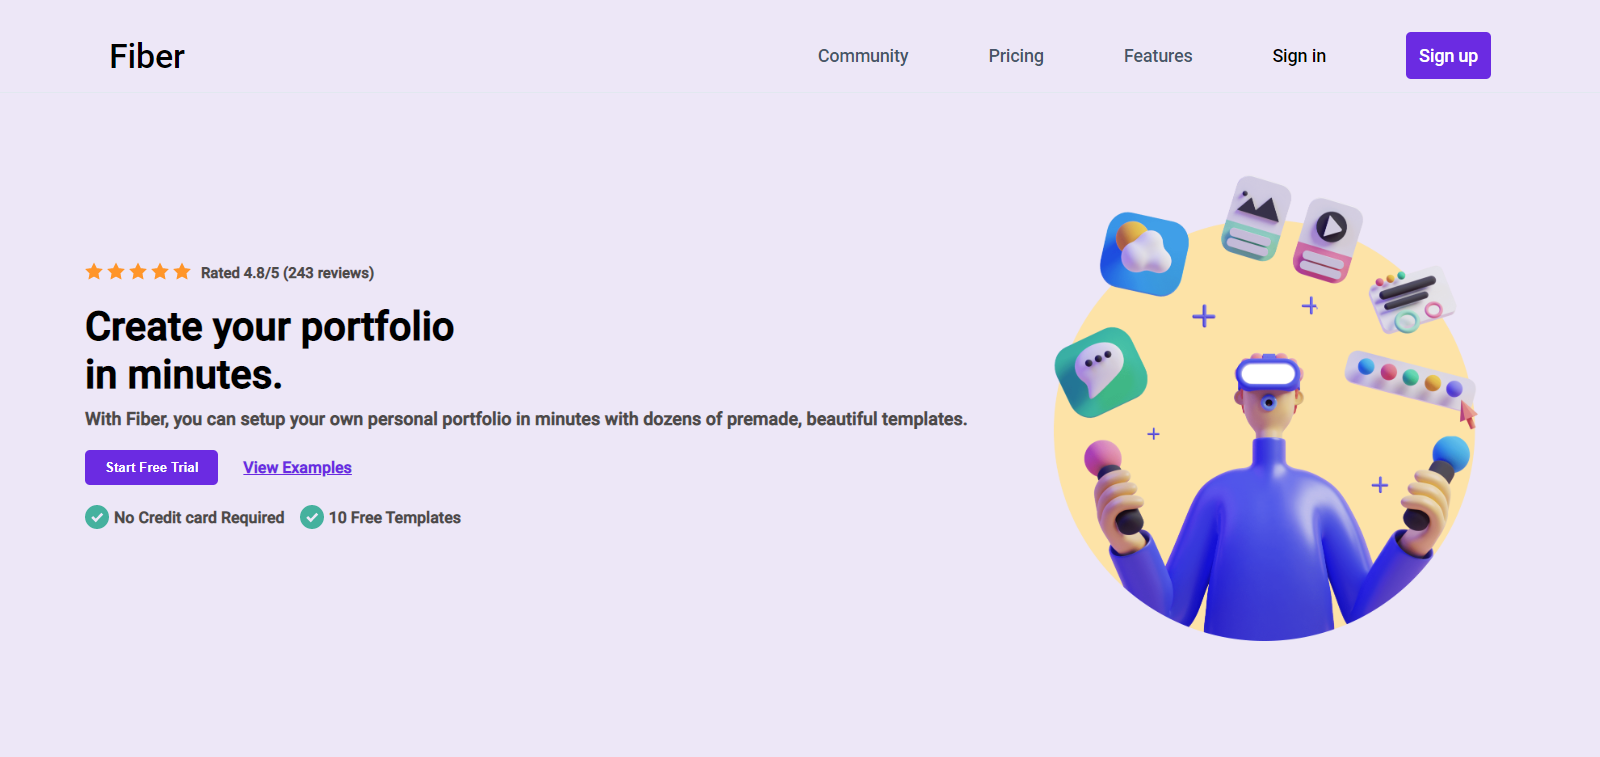 Fiber
Community
Pricing
Features
Sign in
Sign up
Rated 4.8/5 (243 reviews)
Create your portfolio
in minutes.
With Fiber, you can setup your own personal portfolio in minutes with dozens of premade, beautiful templates.
Start Free Trial
View Examples
No Credit card Required
10 Free Templates